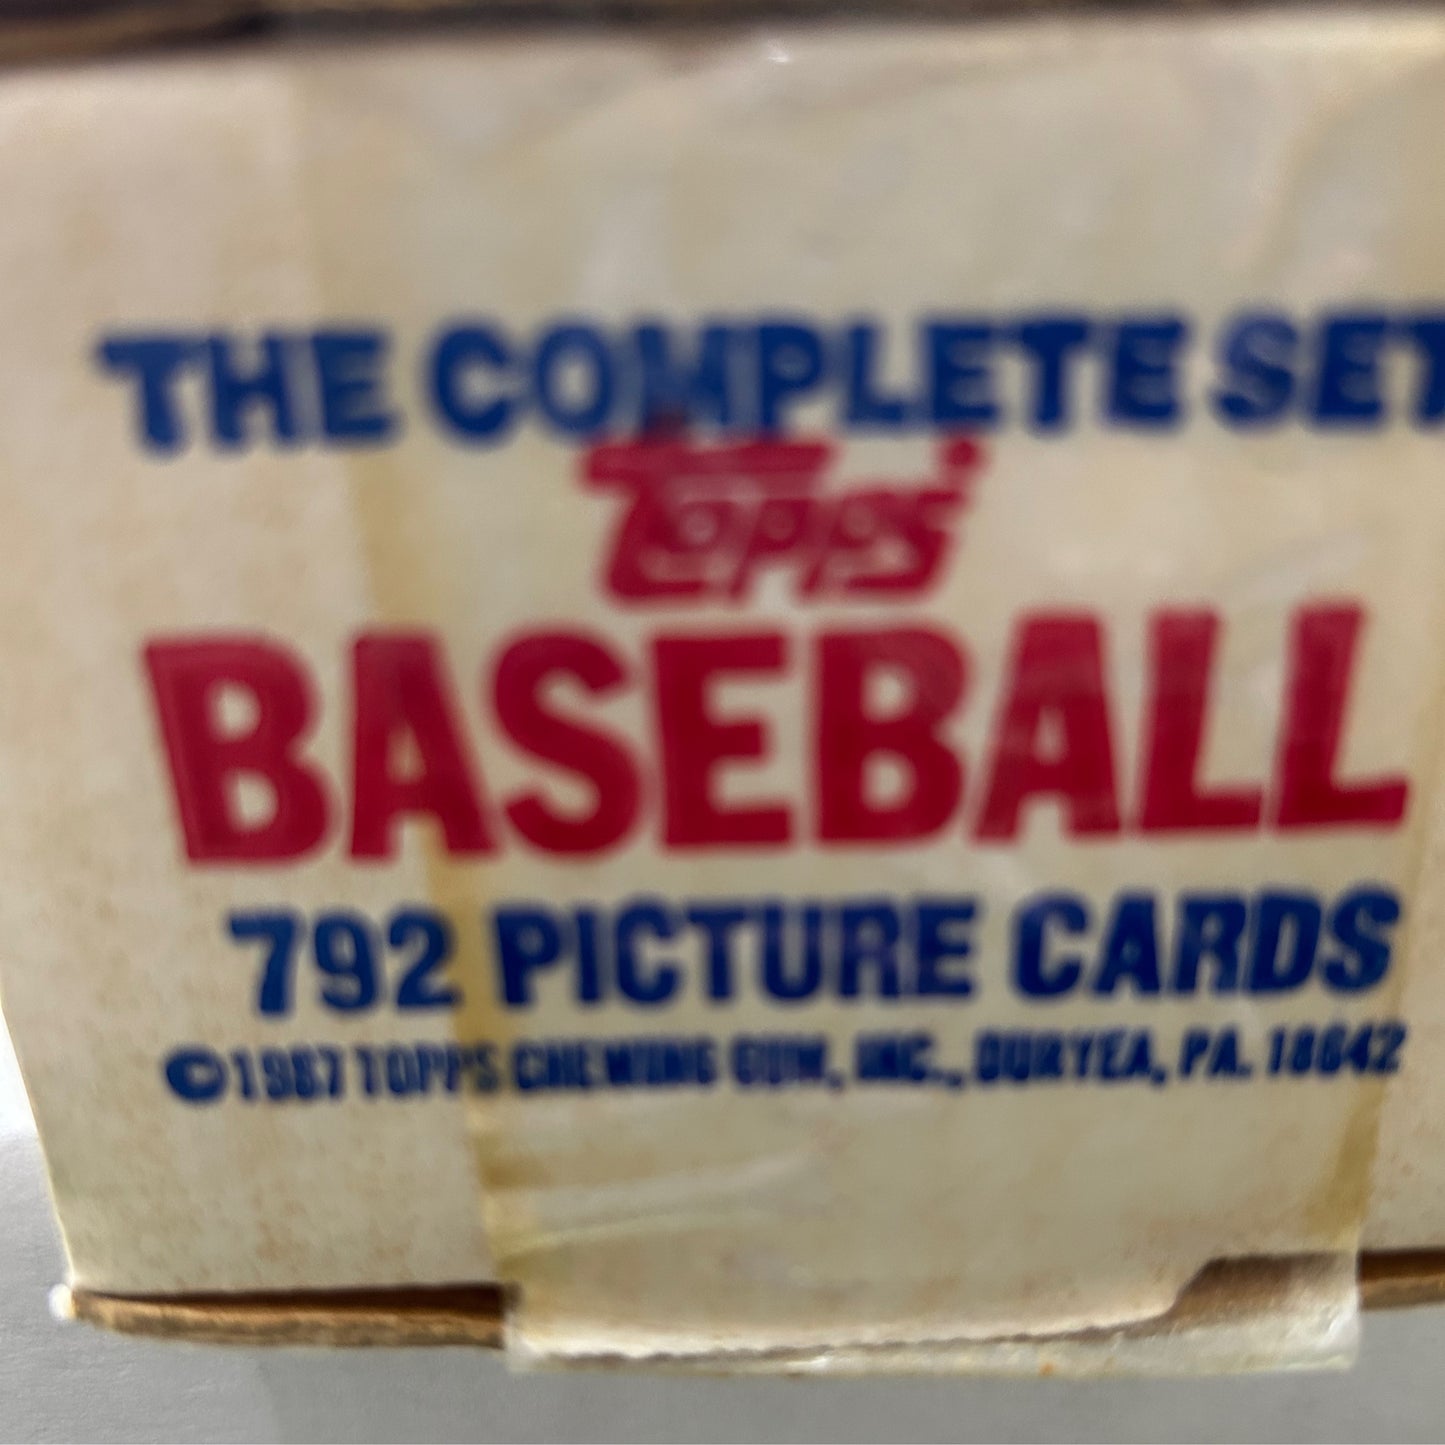 THE COMPLETE SET
Topps
BASEBALL
792 PICTURE CARDS
©1987 TOPPS CHEWING GUM, INC., DURYEA, PA. 18642